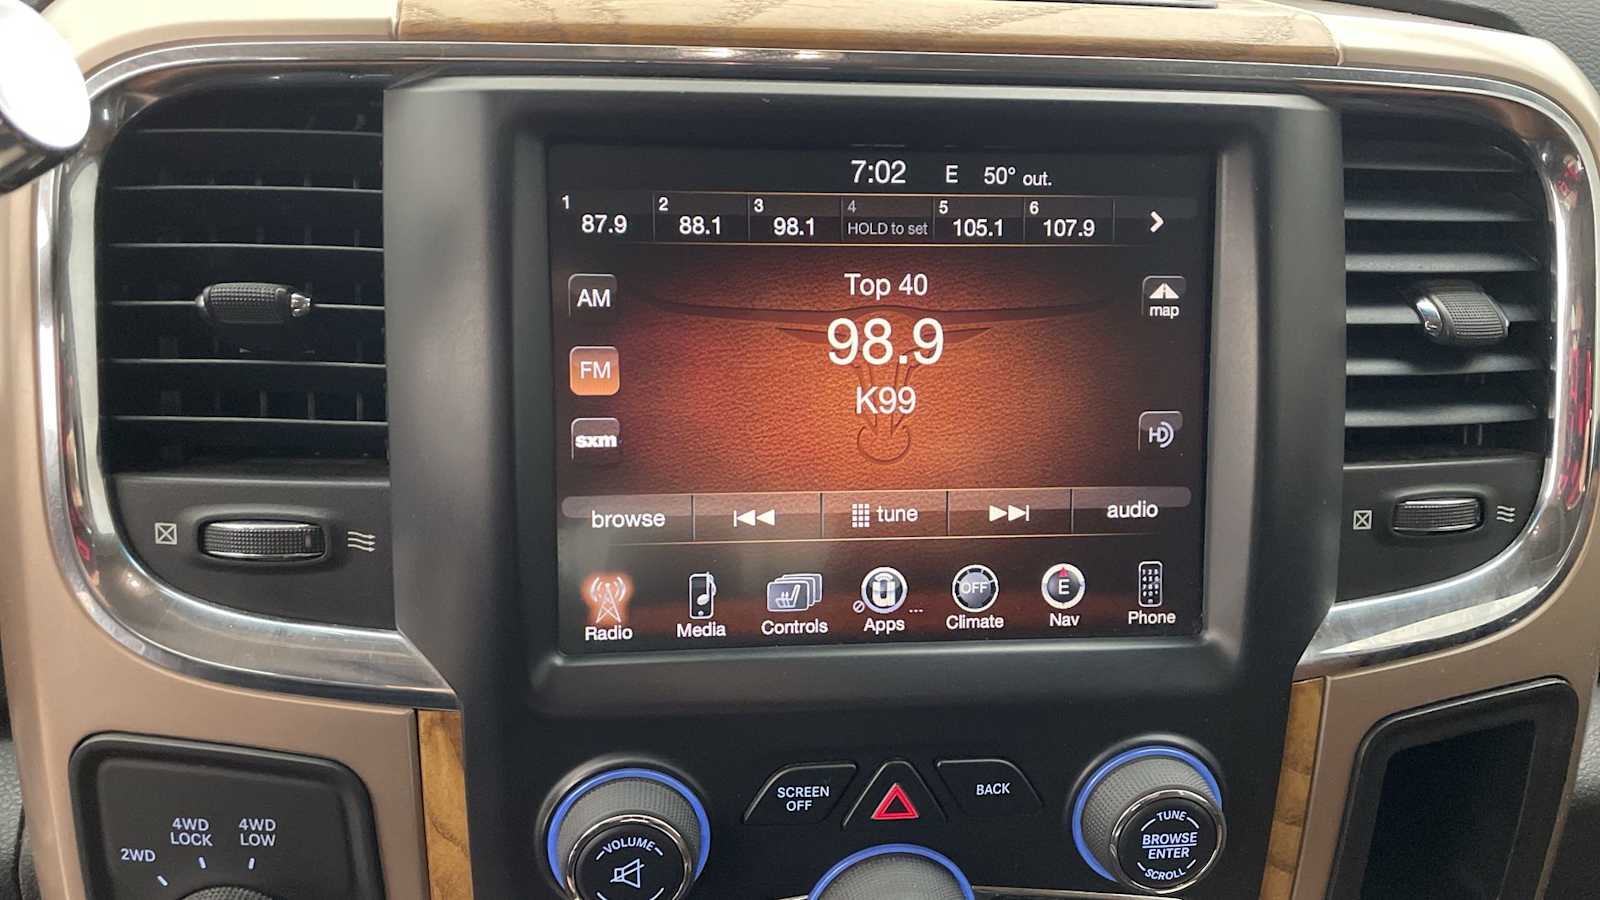 7:02 E 50° out.
1 87.9 2 88.1 3 98.1 4 HOLD to set 5 105.1 6 107.9
AM
Top 40
map
98.9
FM
K99
sxm
HD
browse tune audio
OFF E
Radio Media Controls Apps Climate Nav Phone
SCREEN OFF
BACK
4WD LOCK
4WD LOW
2WD
VOLUME
TUNE
BROWSE
ENTER
SCROLL